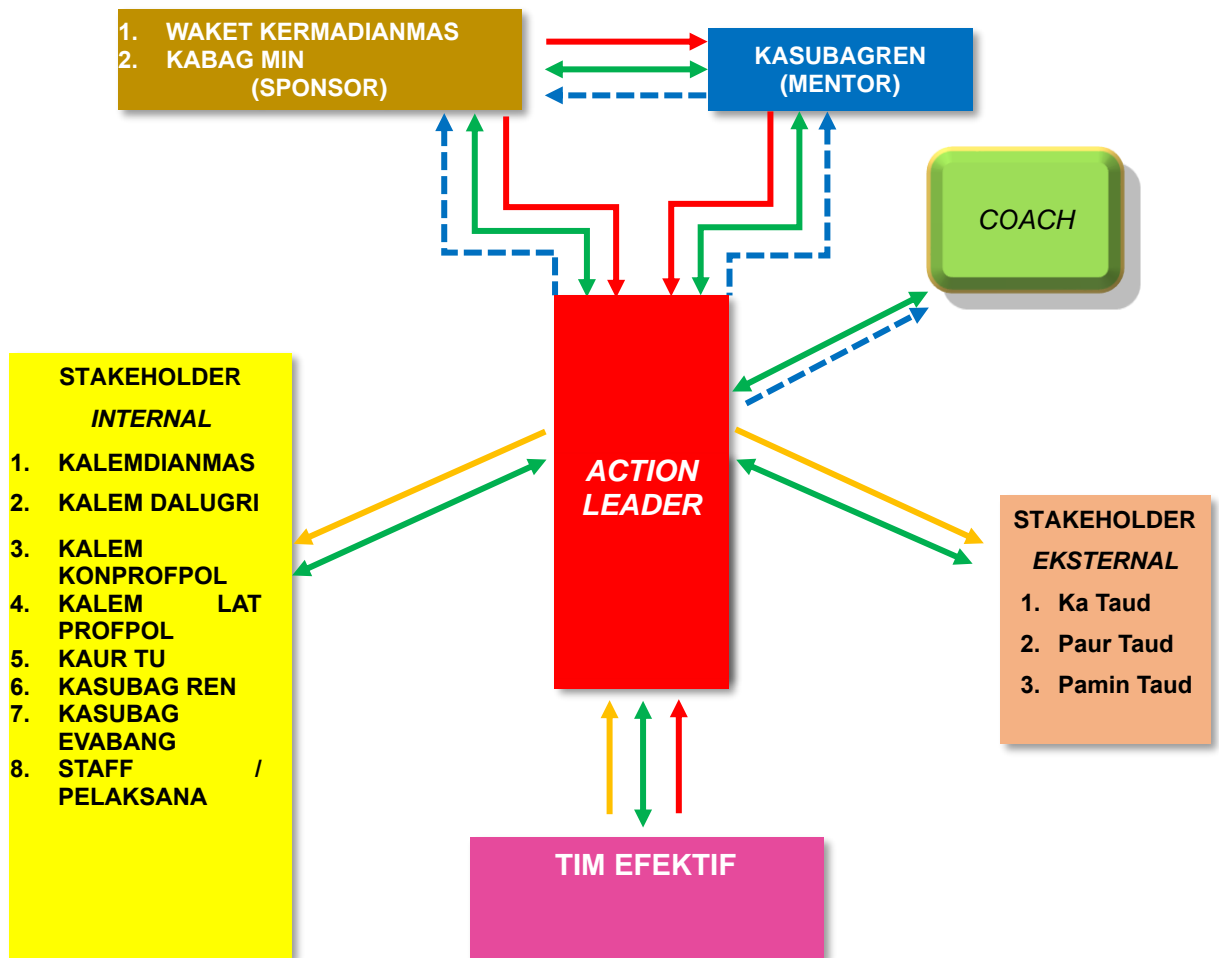 1. WAKET KERMADIANMAS
2. KABAG MIN
(SPONSOR)
KASUBAGREN
(MENTOR)
COACH
STAKEHOLDER
INTERNAL
1. KALEMDIANMAS
2. KALEM DALUGRI
3. KALEM
KONPROFPOL
4. KALEM LAT
PROFPOL
5. KAUR TU
6. KASUBAG REN
7. KASUBAG
EVABANG
8. STAFF /
PELAKSANA
ACTION
LEADER
STAKEHOLDER
EKSTERNAL
1. Ka Taud
2. Paur Taud
3. Pamin Taud
TIM EFEKTIF